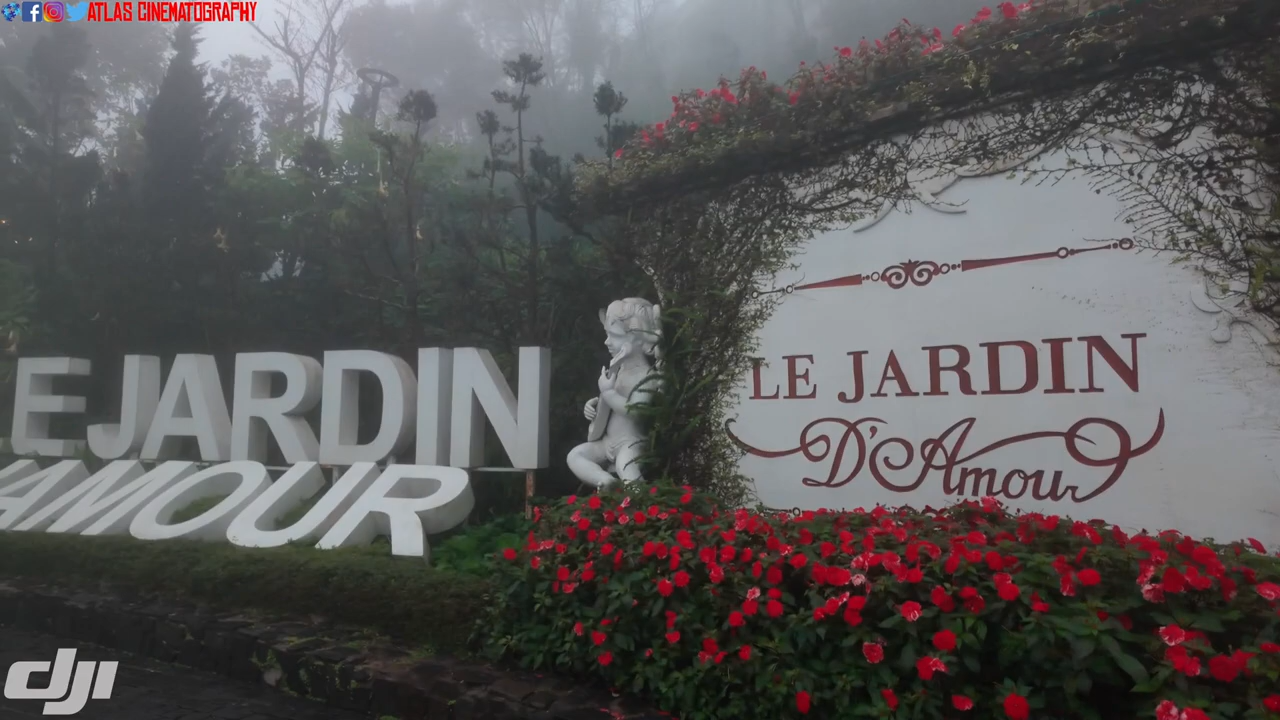 ATLAS CINEMATOGRAPHY
E JARDIN
AMOUR
LE JARDIN
D'Amour
dji